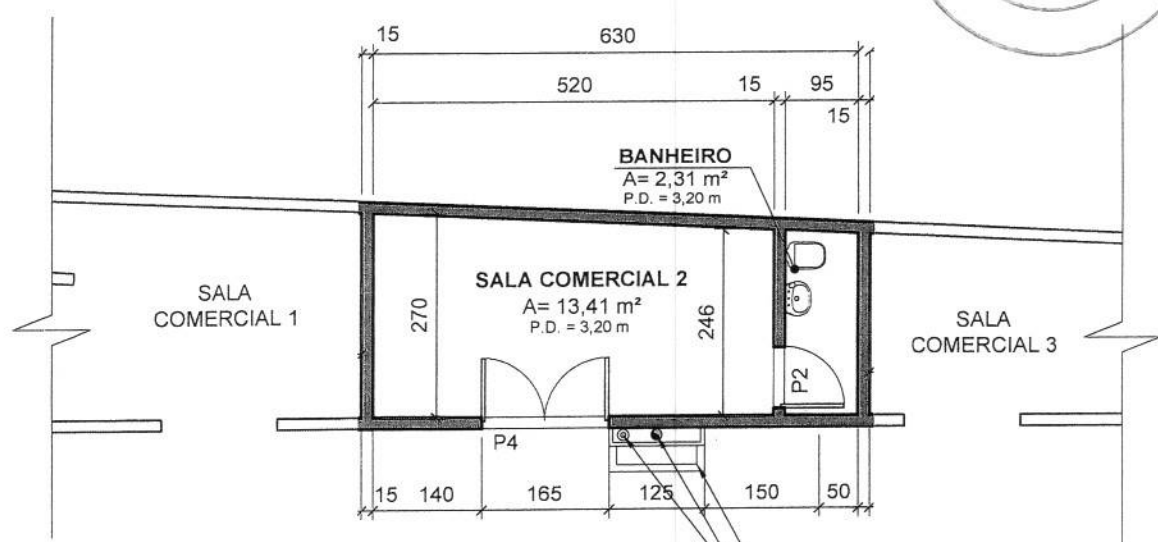 15
630
520
15
95
15
BANHEIRO
A= 2,31 m²
P.D. = 3,20 m
SALA
COMERCIAL 1
270
SALA COMERCIAL 2
A= 13,41 m²
P.D. = 3,20 m
246
P2
SALA
COMERCIAL 3
P4
15
140
165
125
150
50